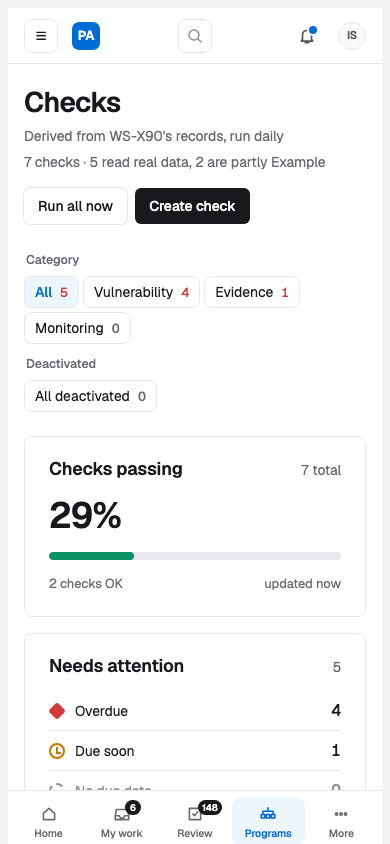 PA
IS
Checks
Derived from WS-X90's records, run daily
7 checks · 5 read real data, 2 are partly Example
Run all now
Create check
Category
All 5
Vulnerability 4
Evidence 1
Monitoring 0
Deactivated
All deactivated 0
Checks passing
7 total
29%
2 checks OK
updated now
Needs attention
5
Overdue
4
Due soon
1
No due date
0
6
148
Home
My work
Review
Programs
More